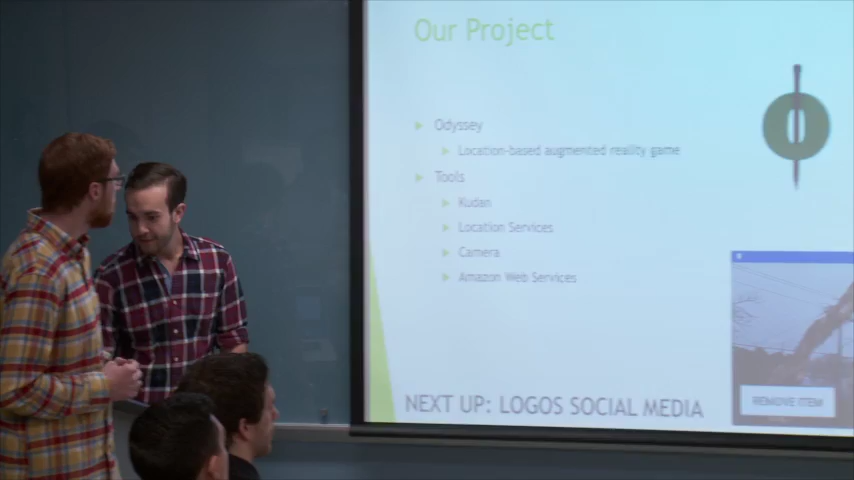 Our Project
Odyssey
Location-based augmented reality game
Tools
Kudan
Location Services
Camera
Amazon Web Services
REMOVE ITEM
NEXT UP: LOGOS SOCIAL MEDIA